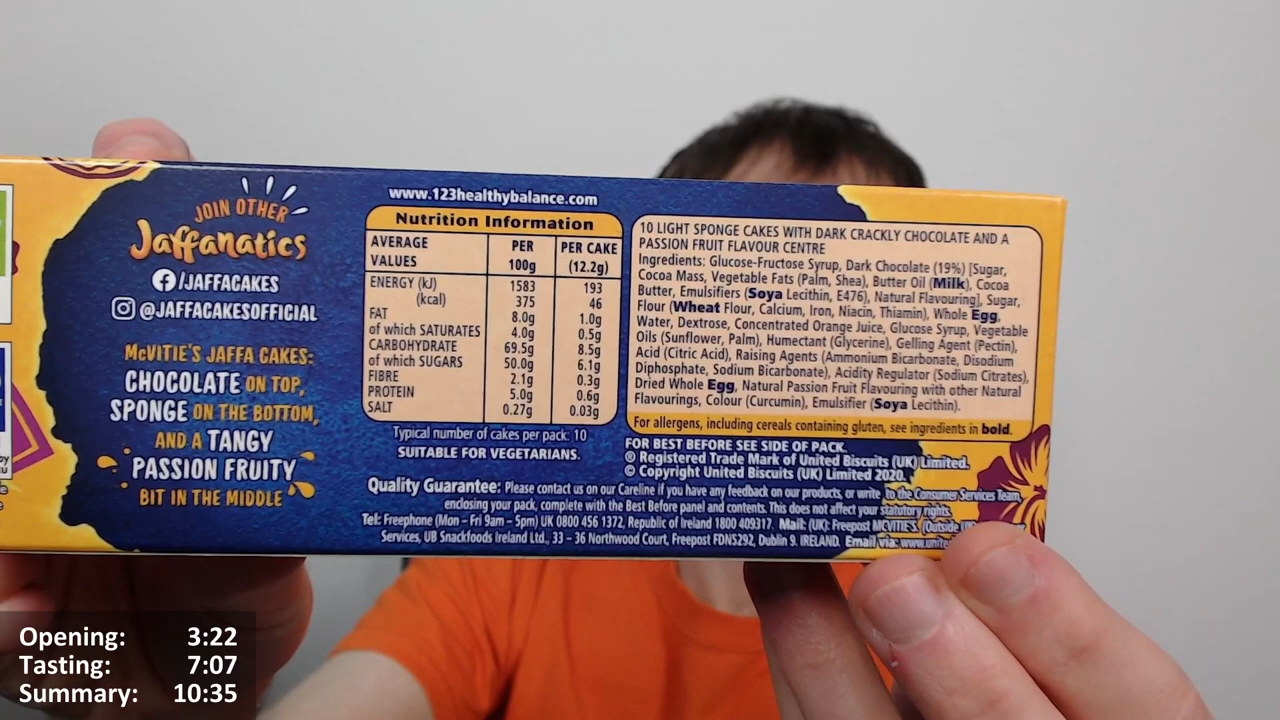 JOIN OTHER
Jaffanatics
/JAFFACAKES
@JAFFACAKESOFFICIAL
McVITIE'S JAFFA CAKES:
CHOCOLATE ON TOP,
SPONGE ON THE BOTTOM,
AND A TANGY
PASSION FRUITY
BIT IN THE MIDDLE
www.123healthybalance.com
Nutrition Information
AVERAGE VALUES PER 100g PER CAKE (12.2g)
ENERGY (kJ) 1583 193
(kcal) 375 46
FAT 8.0g 1.0g
of which SATURATES 4.0g 0.5g
CARBOHYDRATE 69.5g 8.5g
of which SUGARS 50.0g 6.1g
FIBRE 2.1g 0.3g
PROTEIN 5.0g 0.6g
SALT 0.27g 0.03g
Typical number of cakes per pack: 10
SUITABLE FOR VEGETARIANS.
10 LIGHT SPONGE CAKES WITH DARK CRACKLY CHOCOLATE AND A
PASSION FRUIT FLAVOUR CENTRE
Ingredients: Glucose-Fructose Syrup, Dark Chocolate (19%) [Sugar,
Cocoa Mass, Vegetable Fats (Palm, Shea), Butter Oil (Milk), Cocoa
Butter, Emulsifiers (Soya Lecithin, E476), Natural Flavouring], Sugar,
Flour (Wheat Flour, Calcium, Iron, Niacin, Thiamin), Whole Egg,
Water, Dextrose, Concentrated Orange Juice, Glucose Syrup, Vegetable
Oils (Sunflower, Palm), Humectant (Glycerine), Gelling Agent (Pectin),
Acid (Citric Acid), Raising Agents (Ammonium Bicarbonate, Disodium
Diphosphate, Sodium Bicarbonate), Acidity Regulator (Sodium Citrates),
Dried Whole Egg, Natural Passion Fruit Flavouring with other Natural
Flavourings, Colour (Curcumin), Emulsifier (Soya Lecithin).
For allergens, including cereals containing gluten, see ingredients in bold.
FOR BEST BEFORE SEE SIDE OF PACK.
® Registered Trade Mark of United Biscuits (UK) Limited.
© Copyright United Biscuits (UK) Limited 2020.
Quality Guarantee: Please contact us on our Careline if you have any feedback on our products, or write to the Consumer Services Team,
enclosing your pack, complete with the Best Before panel and contents. This does not affect your statutory rights.
Tel: Freephone (Mon – Fri 9am – 5pm) UK 0800 456 1372, Republic of Ireland 1800 409317. Mail: (UK): Freepost MCVITIE'S. (Outside
Services, UB Snackfoods Ireland Ltd., 33 – 36 Northwood Court, Freepost FDN5292, Dublin 9. IRELAND. Email via: www.unite
Opening: 3:22
Tasting: 7:07
Summary: 10:35